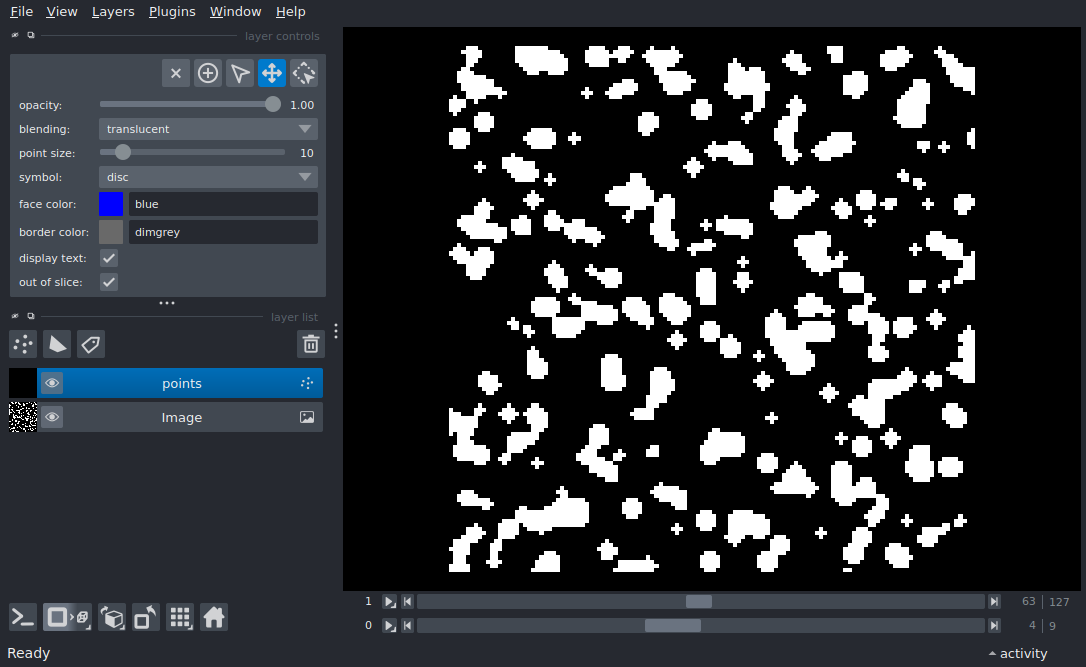 File View Layers Plugins Window Help
layer controls
opacity: 1.00
blending: translucent
point size: 10
symbol: disc
face color: blue
border color: dimgrey
display text:
out of slice:
layer list
points
Image
1 63 127
0 4 9
Ready activity